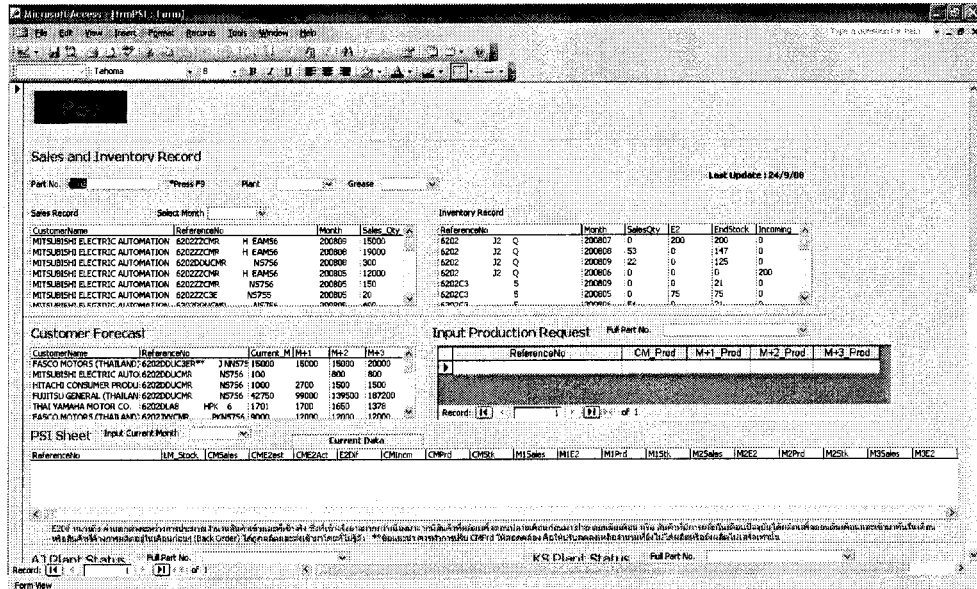 Microsoft Access - [frmPSI : Form]
File Edit View Insert Format Records Tools Window Help
Type a question for help
Tahoma 8 B I U
PSI
Sales and Inventory Record
Last Update : 24/9/08
Part No. *Press F9 Plant Grease
Sales Record Select Month
CustomerName ReferenceNo Month Sales_Qty
MITSUBISHI ELECTRIC AUTOMATION 6202ZZCMR H EAM56 200809 15000
MITSUBISHI ELECTRIC AUTOMATION 6202ZZCMR H EAM56 200808 19000
MITSUBISHI ELECTRIC AUTOMATION 6202DDUCMR NS756 200808 300
MITSUBISHI ELECTRIC AUTOMATION 6202ZZCMR H EAM56 200805 12000
MITSUBISHI ELECTRIC AUTOMATION 6202ZZCMR NS756 200805 150
MITSUBISHI ELECTRIC AUTOMATION 6202ZZC3E NS7S5 200805 20
Inventory Record
ReferenceNo Month SalesQty E2 EndStock Incoming
6202 J2 Q 200807 0 200 200 0
6202 J2 Q 200808 53 0 147 0
6202 J2 Q 200809 22 0 125 0
6202 J2 Q 200806 0 0 0 200
6202C3 5 200809 0 0 21 0
6202C3 5 200805 0 75 75 0
Customer Forecast
CustomerName ReferenceNo Current_M M+1 M+2 M+3
FASCO MOTORS (THAILAND) 6202DDUC3ER** J NNS75 15000 15000 15000 20000
MITSUBISHI ELECTRIC AUTO 6202DDUCMR NS756 100 800 800
HITACHI CONSUMER PRODU 6202DDUCMR NS756 1000 2700 1500 1500
FUJITSU GENERAL (THAILAN 6202DDUCMR NS756 42750 99000 139500 187200
THAI YAMAHA MOTOR CO. 6202DLA8 HPK 6 1701 1700 1650 1378
Input Production Request Full Part No.
ReferenceNo CM_Prod M+1_Prod M+2_Prod M+3_Prod
Record: 1 of 1
PSI Sheet Input Current Month
Current Data
ReferenceNo LM_Stock CMSales CME2est CME2Act E2Dif CMIncm CMPrd CMStk M1Sales M1E2 M1Prd M1Stk M2Sales M2E2 M2Prd M2Stk M3Sales M3E2
AJ Plant Status Full Part No.
KS Plant Status Full Part No.
Record: 1 of 1
Form View